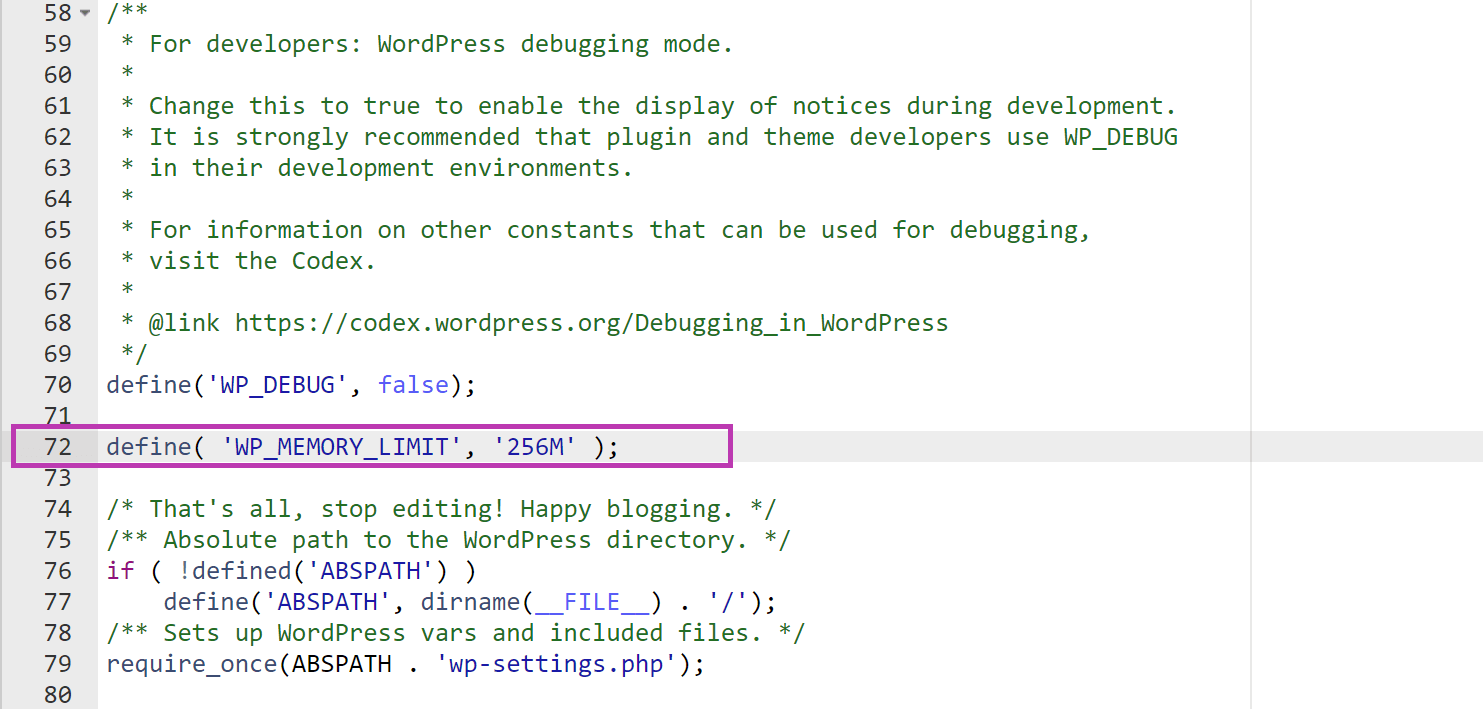 58 /**
59  * For developers: WordPress debugging mode.
60  *
61  * Change this to true to enable the display of notices during development.
62  * It is strongly recommended that plugin and theme developers use WP_DEBUG
63  * in their development environments.
64  *
65  * For information on other constants that can be used for debugging,
66  * visit the Codex.
67  *
68  * @link https://codex.wordpress.org/Debugging_in_WordPress
69  */
70 define('WP_DEBUG', false);
71
72 define( 'WP_MEMORY_LIMIT', '256M' );
73
74 /* That's all, stop editing! Happy blogging. */
75 /** Absolute path to the WordPress directory. */
76 if ( !defined('ABSPATH') )
77     define('ABSPATH', dirname(__FILE__) . '/');
78 /** Sets up WordPress vars and included files. */
79 require_once(ABSPATH . 'wp-settings.php');
80